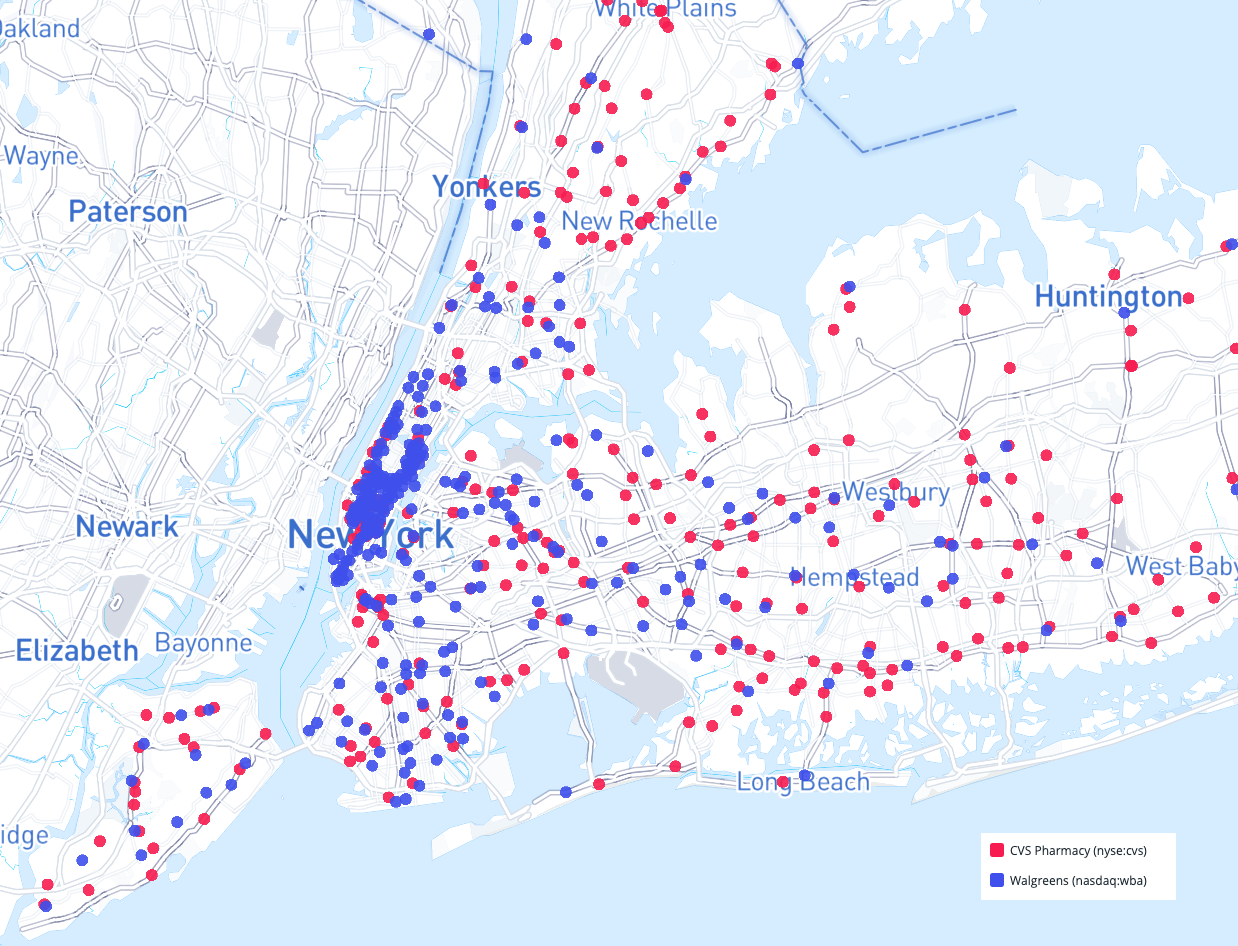 White Plains
Oakland
Wayne
Yonkers
Paterson
New Rochelle
Huntington
Westbury
Newark
New York
West Baby
Hempstead
Elizabeth
Bayonne
Long Beach
idge
CVS Pharmacy (nyse:cvs)
Walgreens (nasdaq:wba)